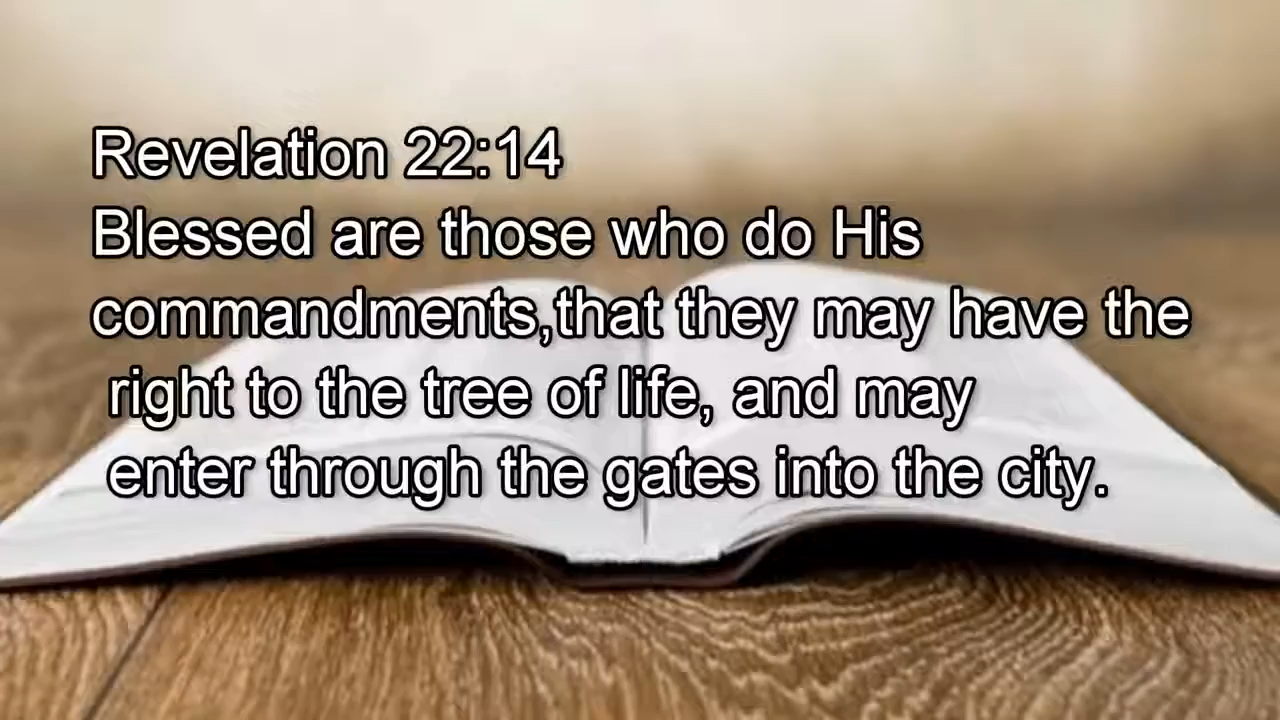 Revelation 22:14
Blessed are those who do His
commandments,that they may have the
right to the tree of life, and may
enter through the gates into the city.